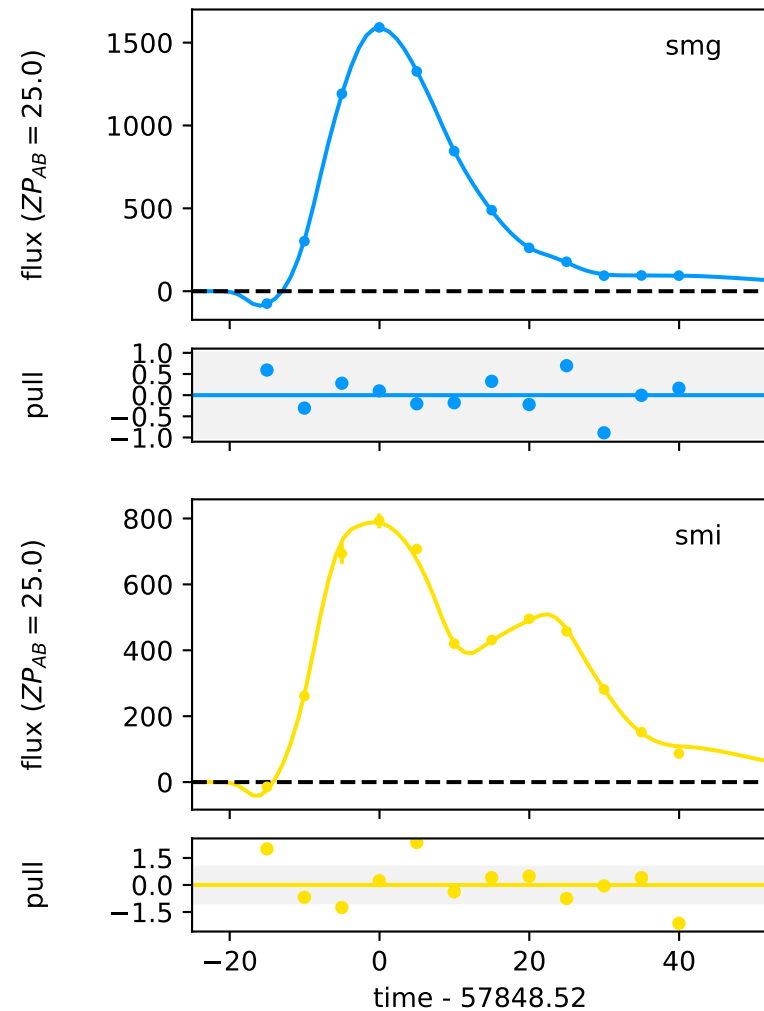 smg
flux (ZP_AB = 25.0)
1500
1000
500
0
pull
1.0
0.5
0.0
−0.5
−1.0
smi
flux (ZP_AB = 25.0)
800
600
400
200
0
pull
1.5
0.0
−1.5
−20 0 20 40
time - 57848.52